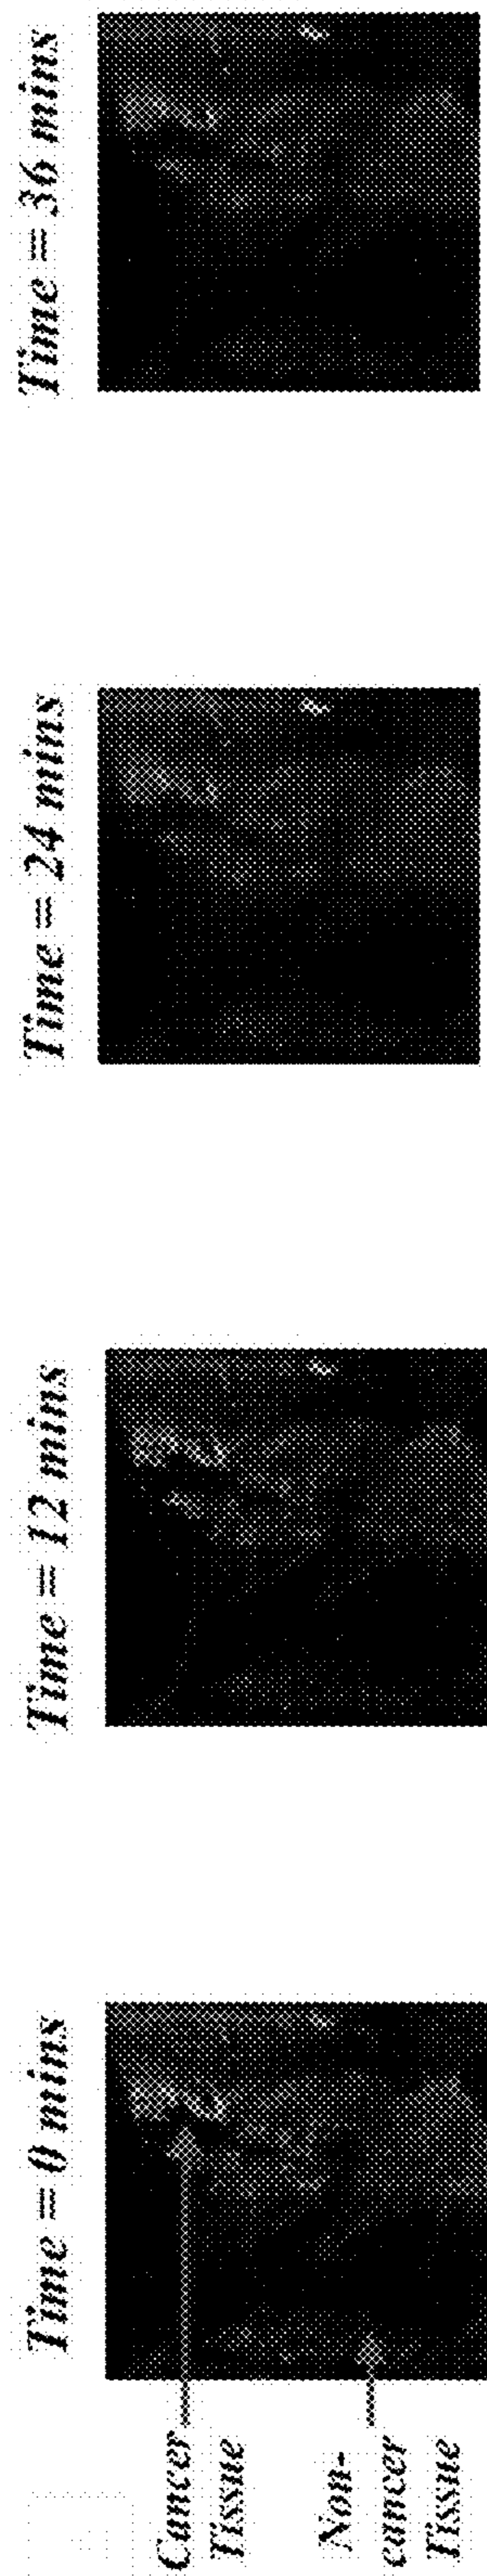 Time = 0 mins
Time = 12 mins
Time = 24 mins
Time = 36 mins
Cancer
Tissue
Non-
cancer
Tissue